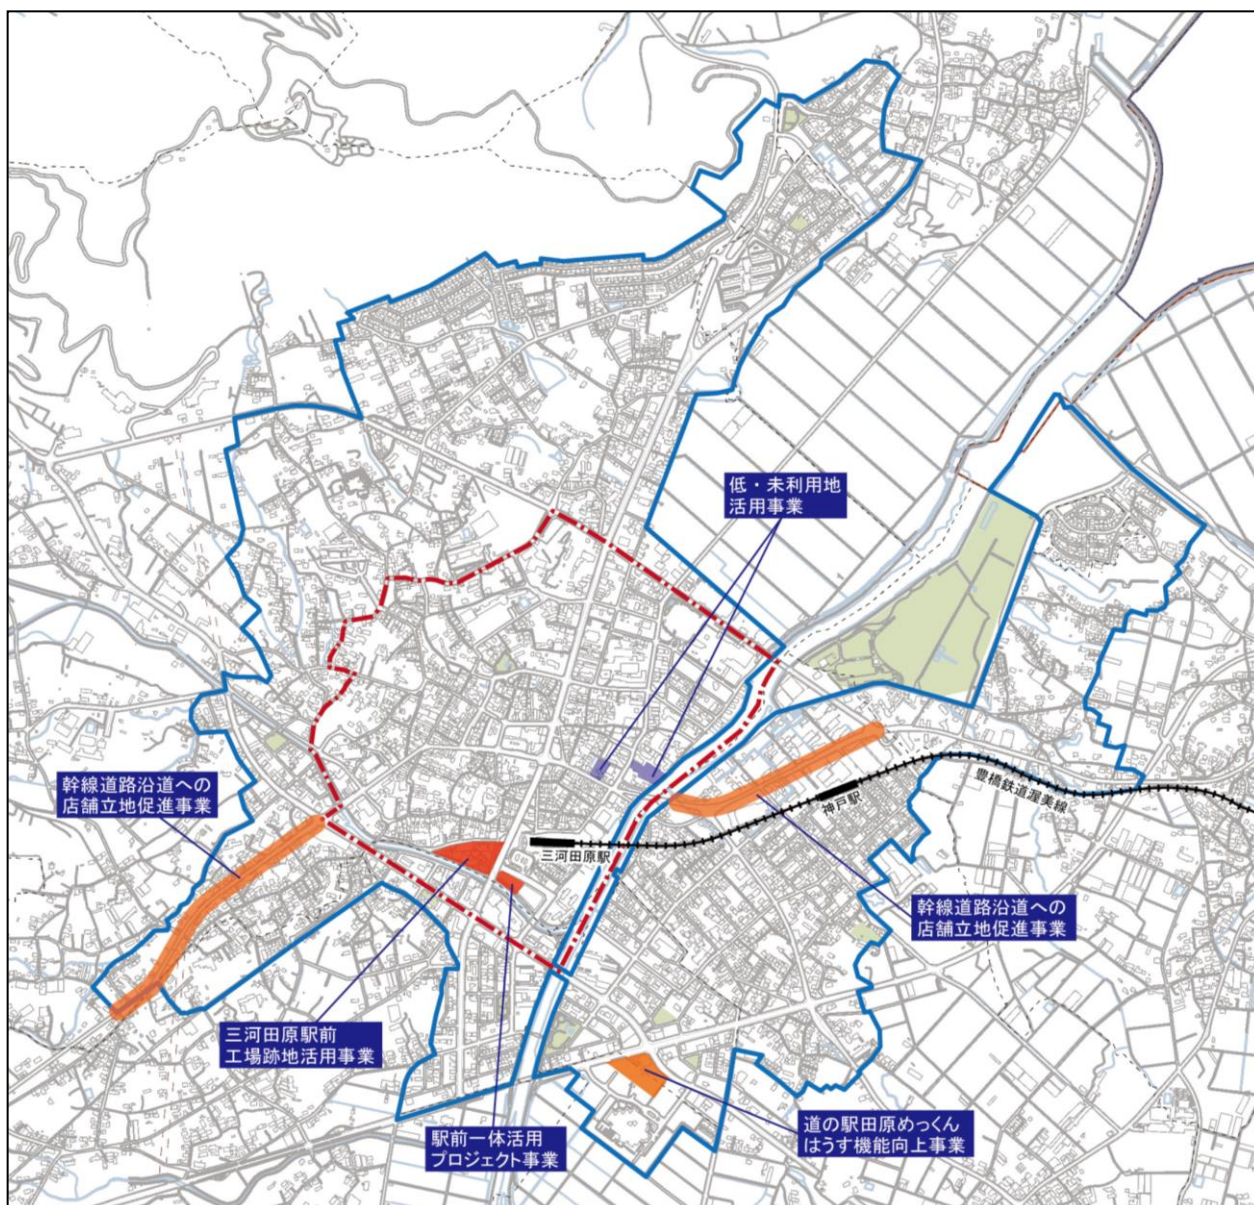 低・未利用地
活用事業
幹線道路沿道への
店舗立地促進事業
豊橋鉄道渥美線
神戸駅
三河田原駅
幹線道路沿道への
店舗立地促進事業
三河田原駅前
工場跡地活用事業
駅前一体活用
プロジェクト事業
道の駅田原めっくん
はうす機能向上事業